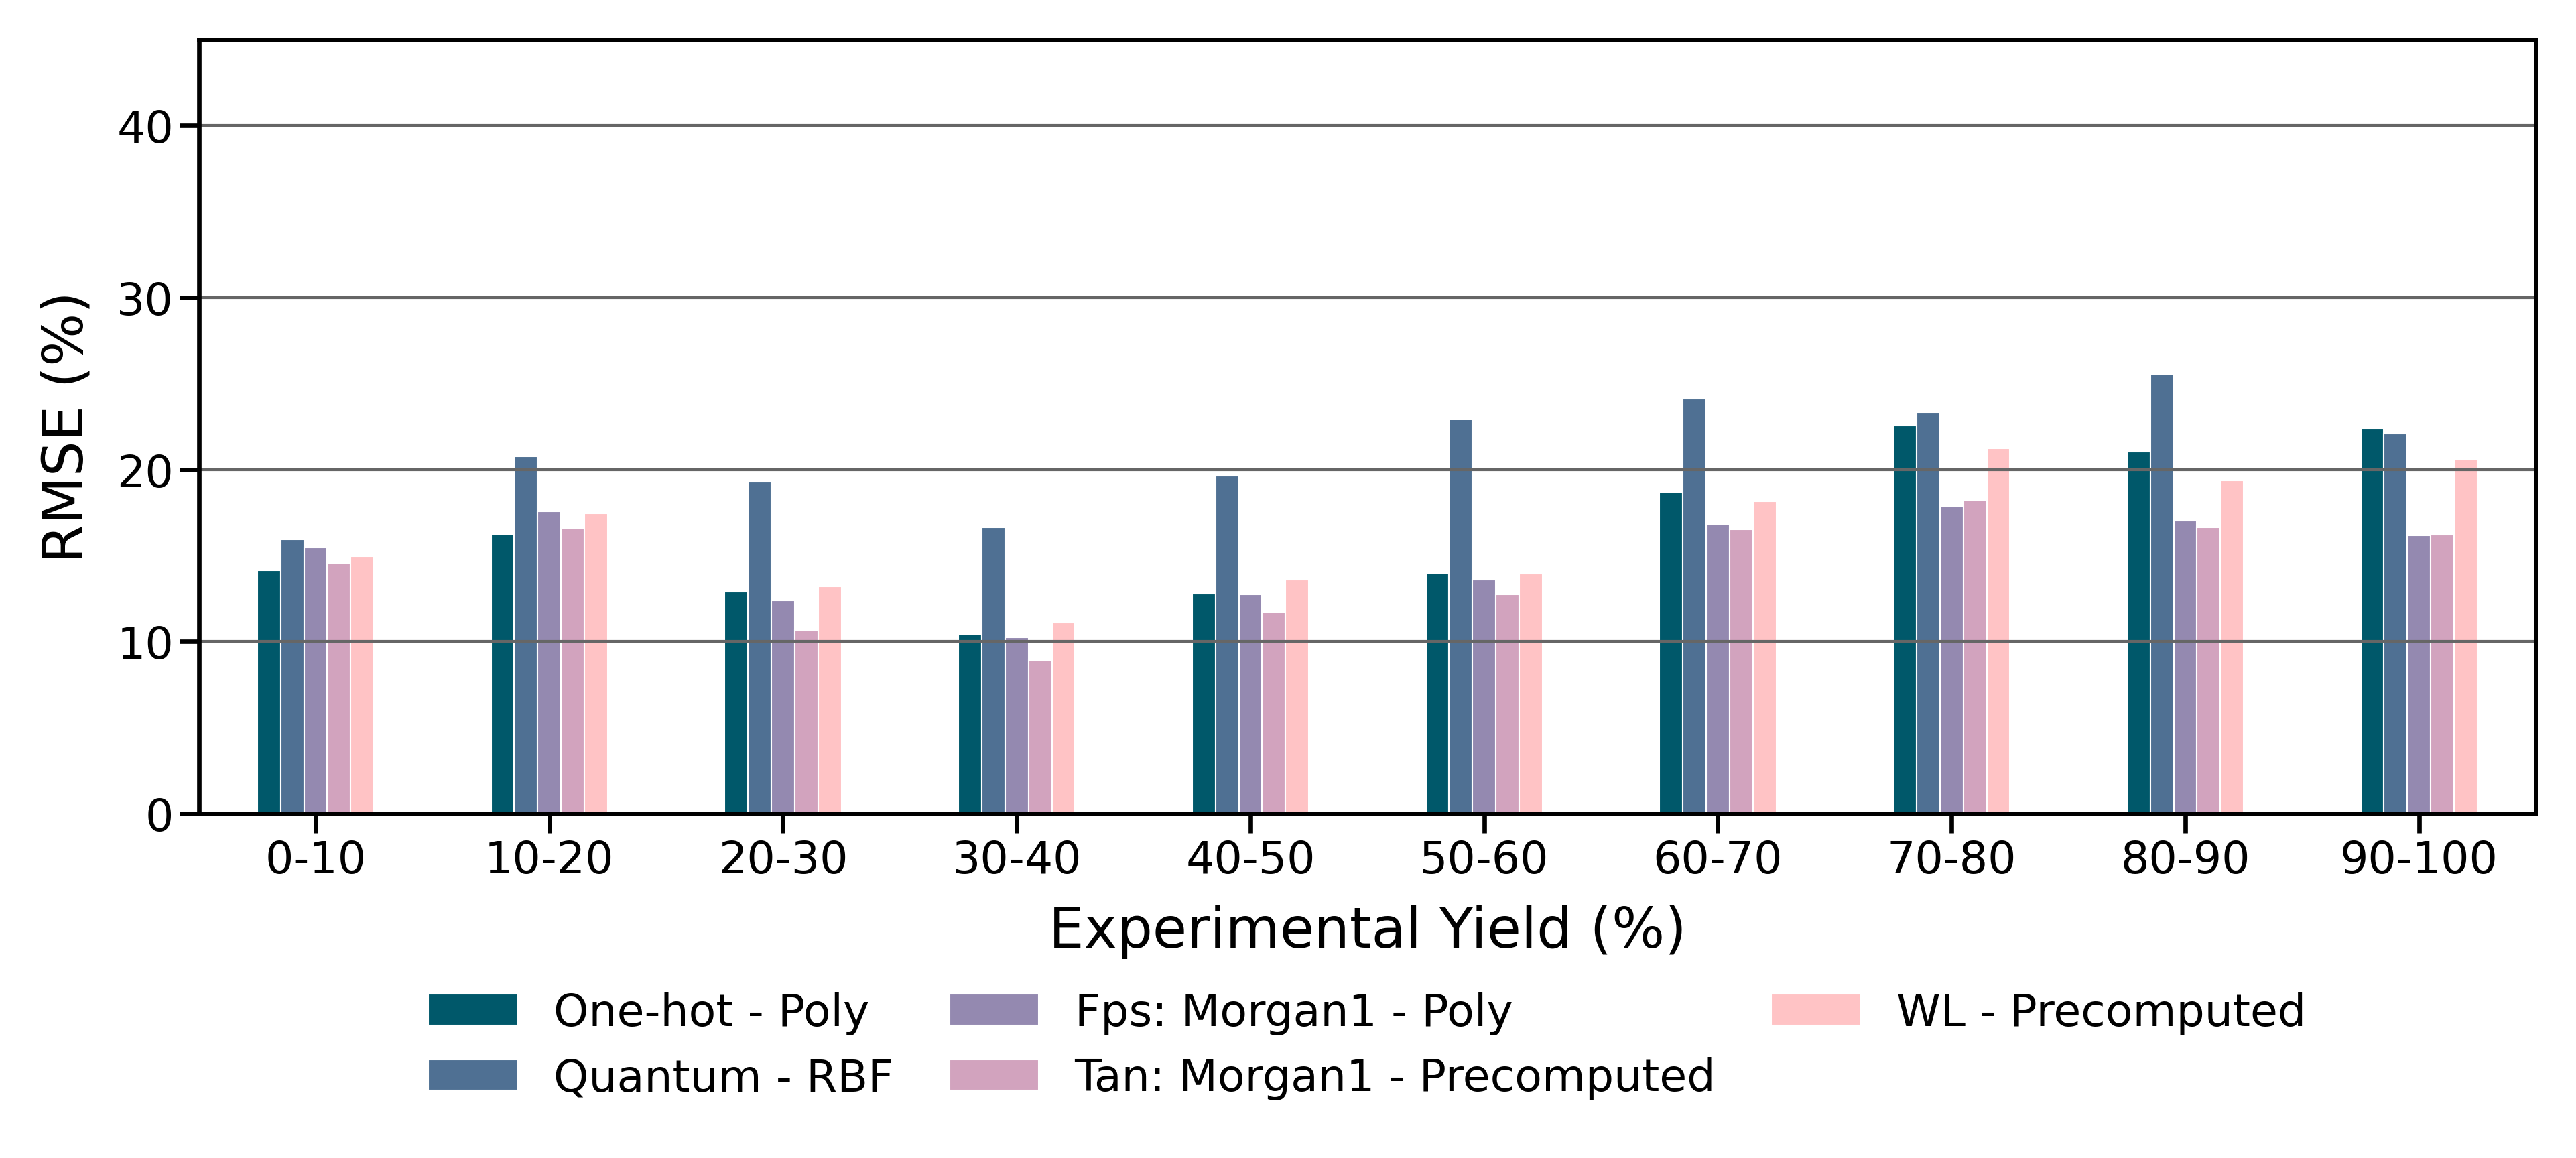 RMSE (%)
40
30
20
10
0
0-10 10-20 20-30 30-40 40-50 50-60 60-70 70-80 80-90 90-100
Experimental Yield (%)
One-hot - Poly
Quantum - RBF
Fps: Morgan1 - Poly
Tan: Morgan1 - Precomputed
WL - Precomputed